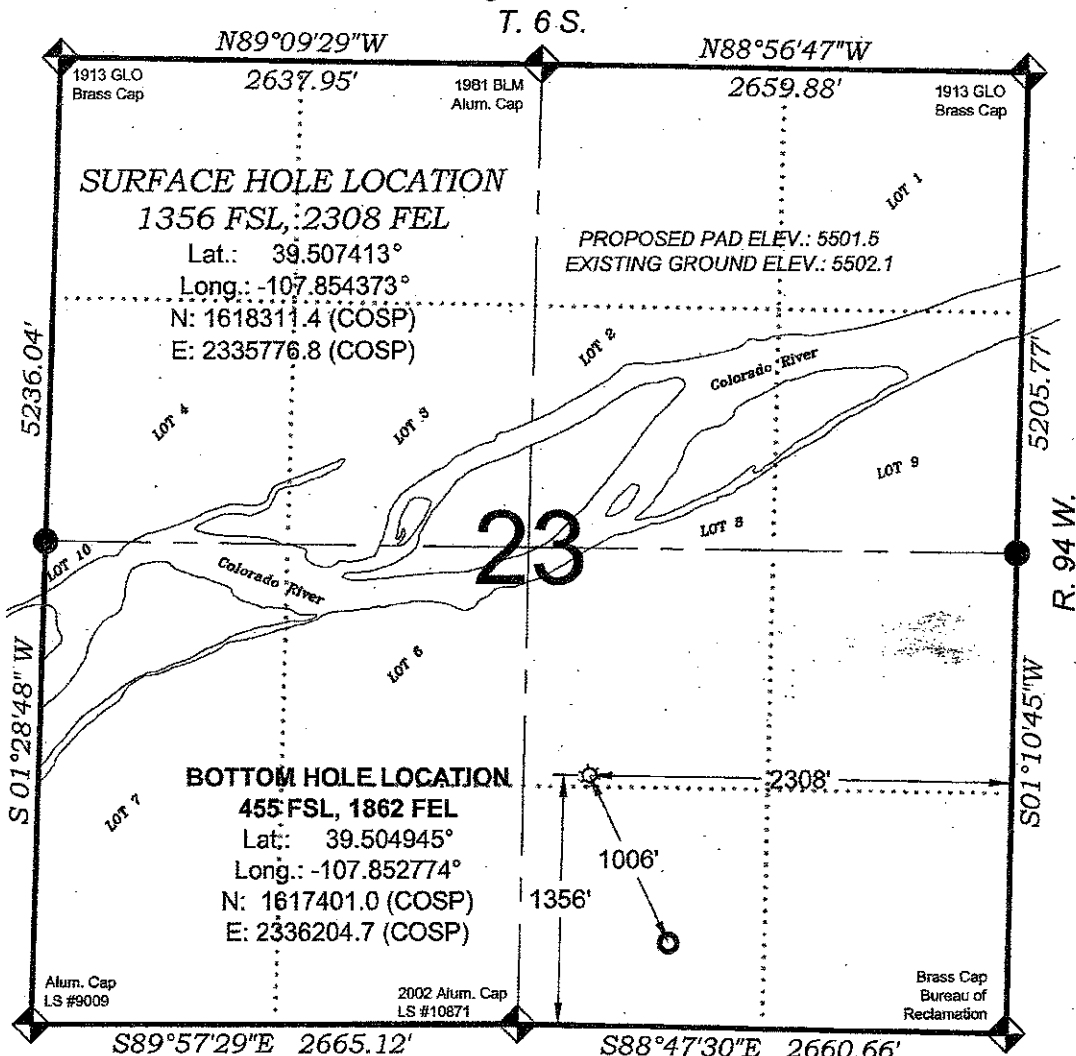 T. 6 S.
N89°09'29"W
N88°56'47"W
1913 GLO
Brass Cap
2637.95'
1981 BLM
Alum. Cap
2659.88'
1913 GLO
Brass Cap
SURFACE HOLE LOCATION
1356 FSL, 2308 FEL
Lat.: 39.507413°
Long.: -107.854373°
N: 1618311.4 (COSP)
E: 2335776.8 (COSP)
LOT 1
PROPOSED PAD ELEV.: 5501.5
EXISTING GROUND ELEV.: 5502.1
5236.04'
LOT 2
Colorado River
5205.77'
LOT 4
LOT 3
LOT 9
LOT 8
23
R. 94 W.
LOT 10
Colorado River
LOT 6
S 01°28'48" W
S01°10'45"W
LOT 7
BOTTOM HOLE LOCATION
455 FSL, 1862 FEL
Lat.: 39.504945°
Long.: -107.852774°
N: 1617401.0 (COSP)
E: 2336204.7 (COSP)
2308'
1006'
1356'
Alum. Cap
LS #9009
2002 Alum. Cap
LS #10871
Brass Cap
Bureau of
Reclamation
S89°57'29"E 2665.12'
S88°47'30"E 2660.66'